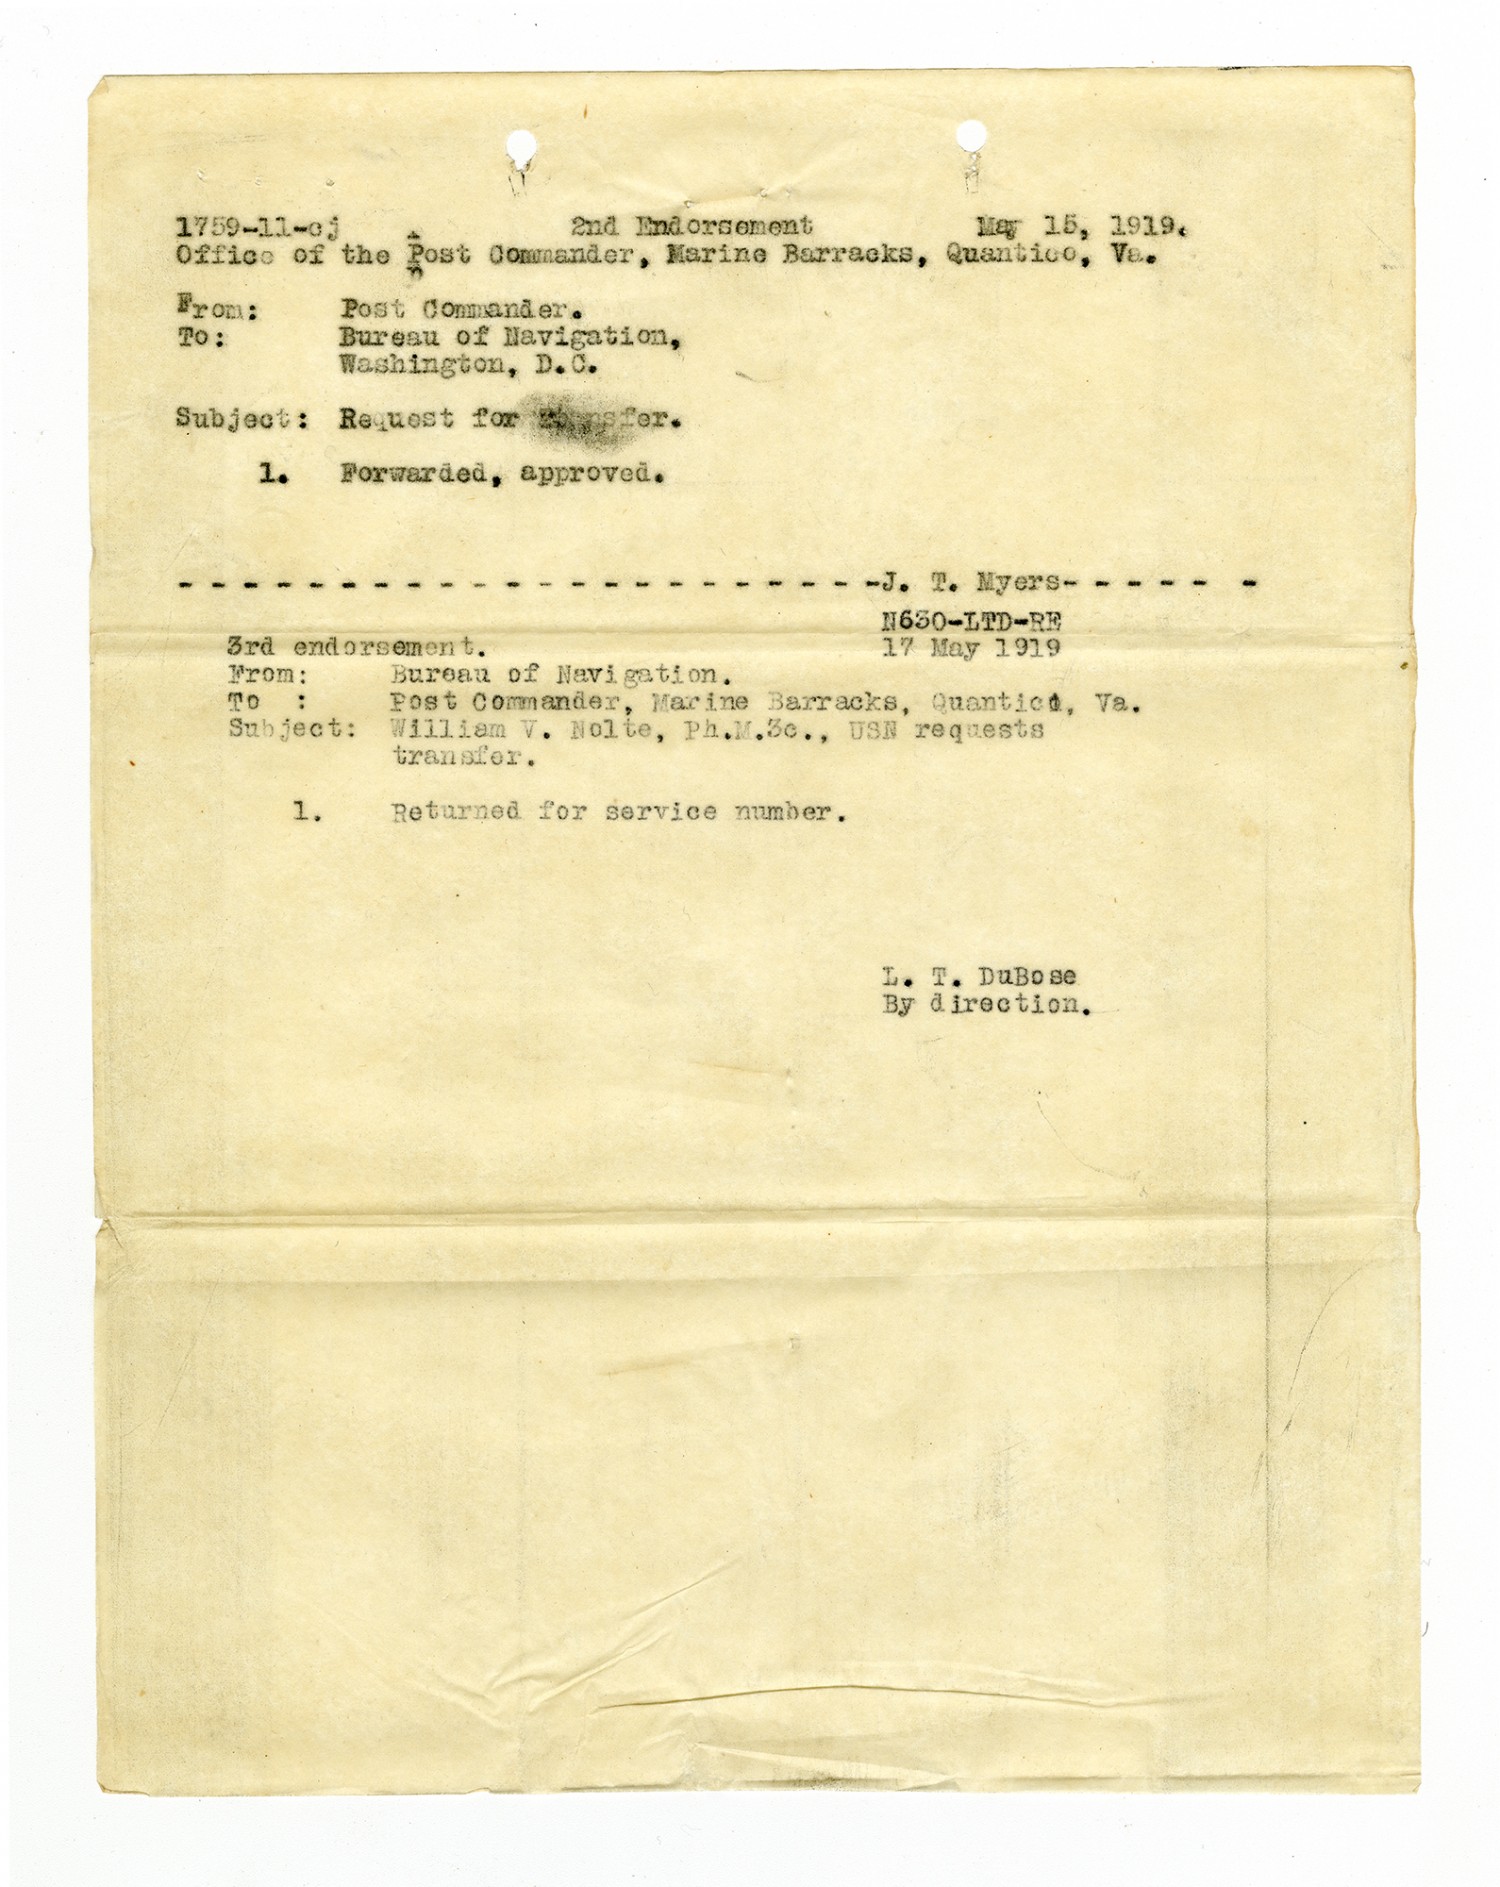 1759-11-cj 2nd Endorsement May 15, 1919.
Office of the Post Commander, Marine Barracks, Quantico, Va.
From: Post Commander.
To: Bureau of Navigation,
Washington, D.C.
Subject: Request for transfer.
1. Forwarded, approved.
- - - - - - - - - - - - - - - - - - - - - -J. T. Myers- - - - - - -
N630-LTD-RE
3rd endorsement. 17 May 1919
From: Bureau of Navigation.
To : Post Commander, Marine Barracks, Quantico, Va.
Subject: William V. Nolte, Ph.M.3c., USN requests
transfer.
1. Returned for service number.
L. T. DuBose
By direction.